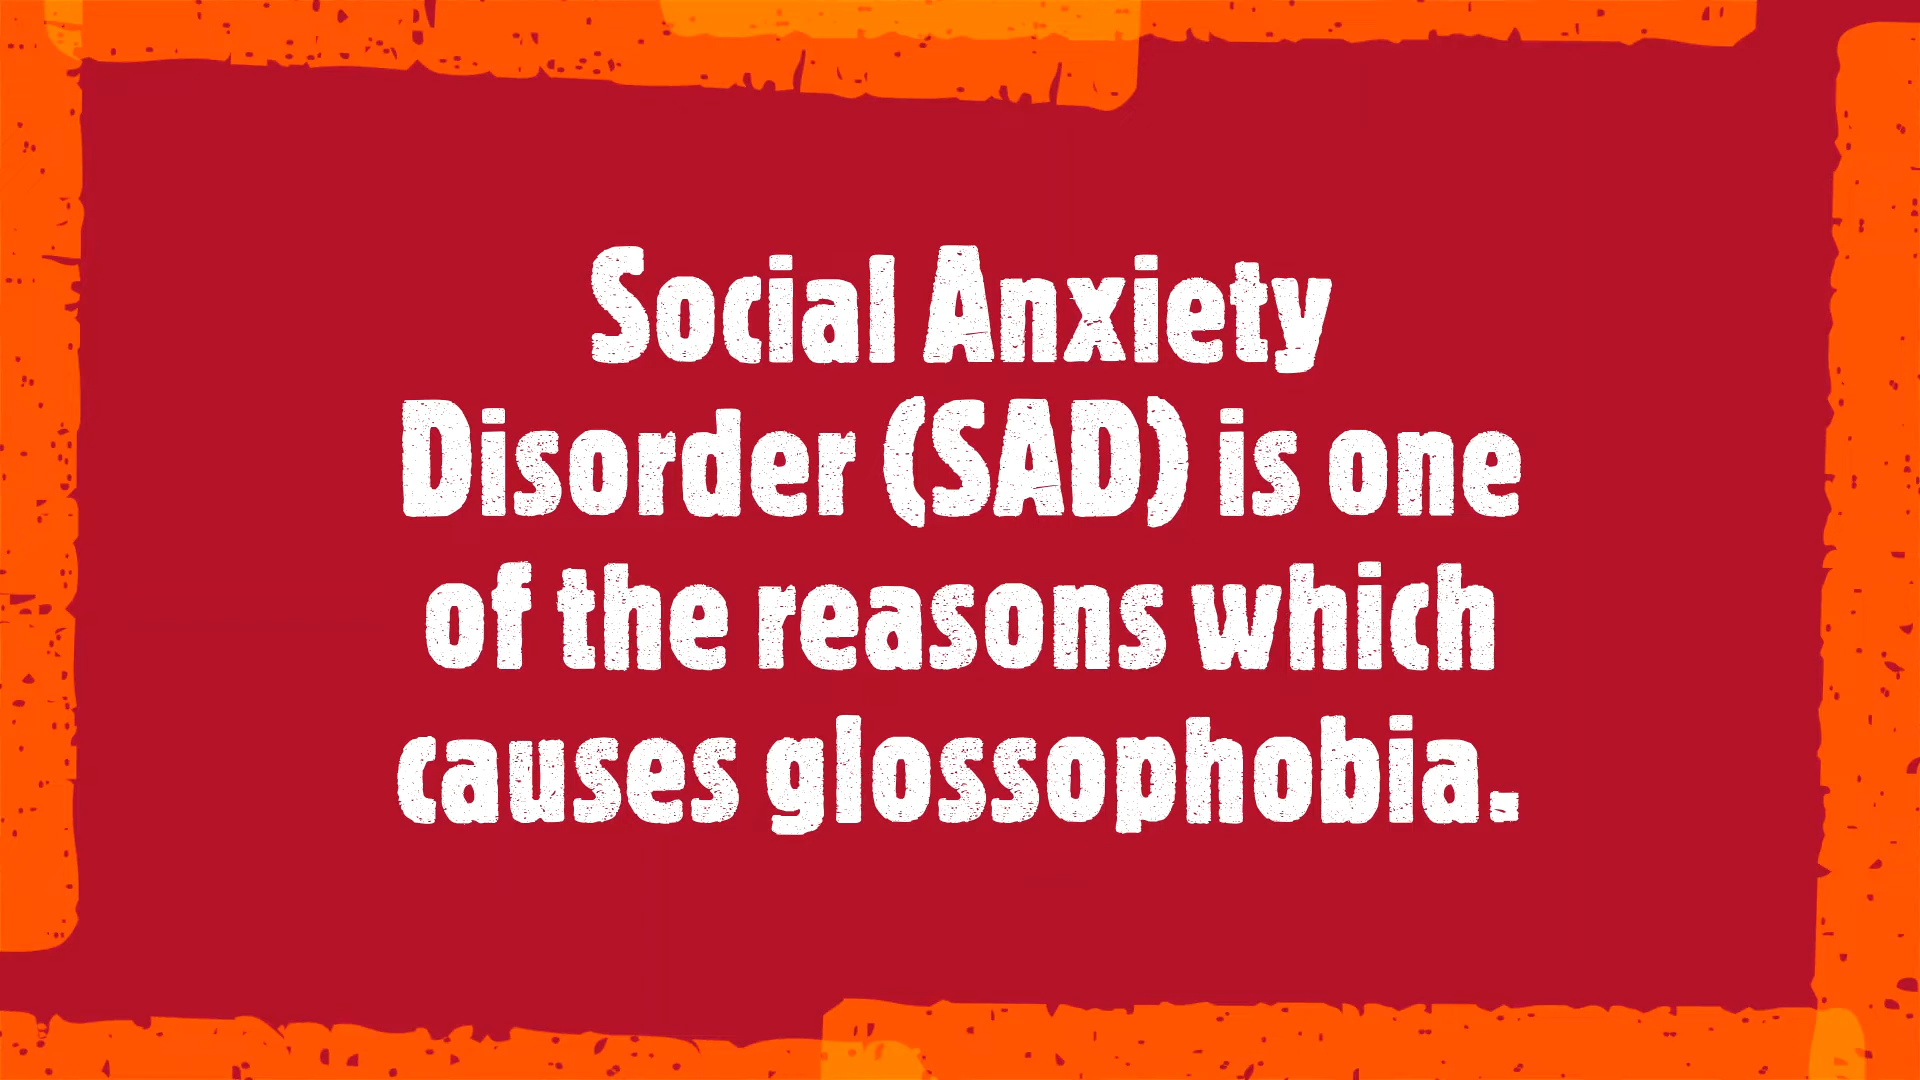 Social Anxiety
Disorder (SAD) is one
of the reasons which
causes glossophobia.